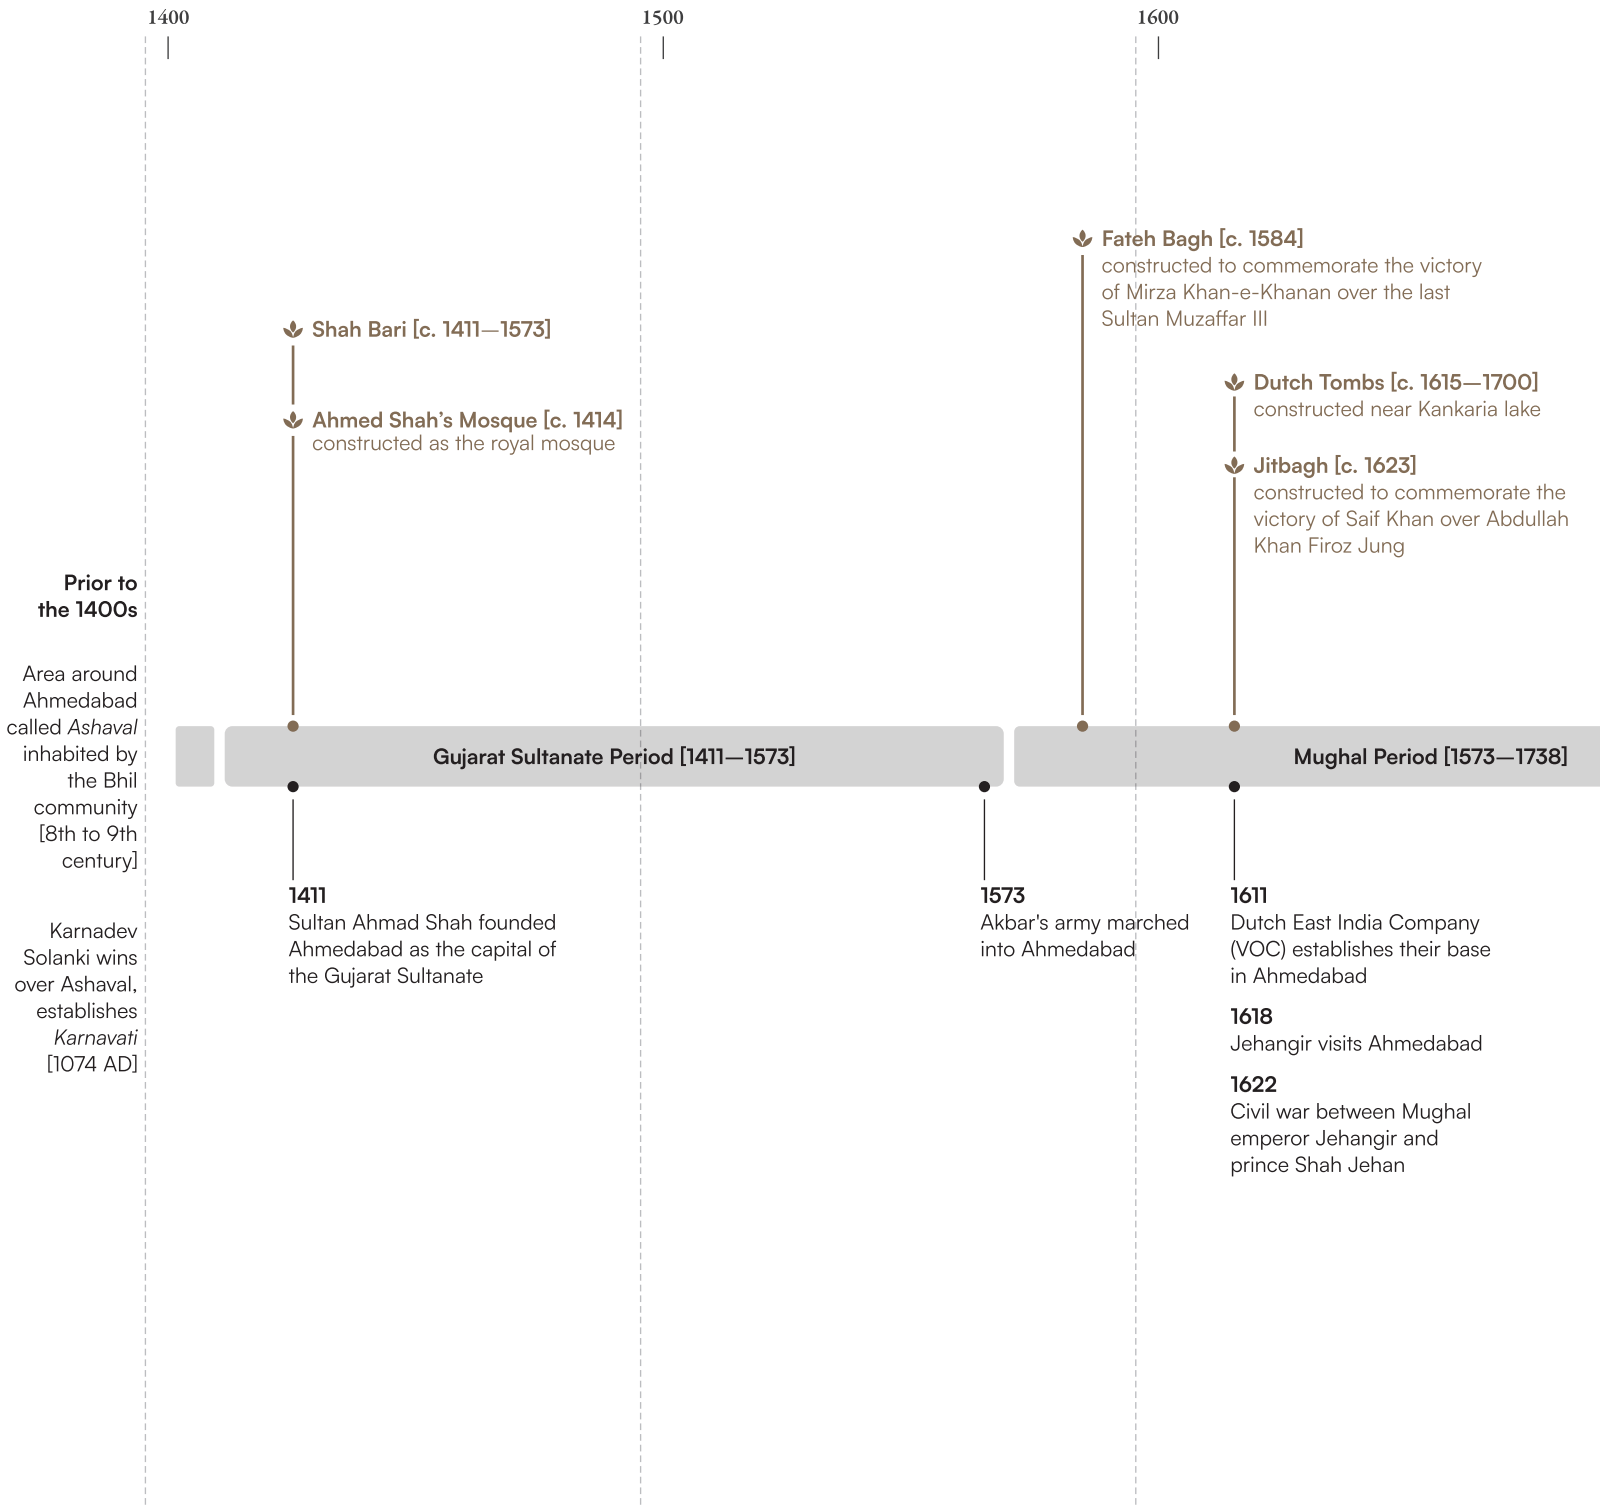 1400
1500
1600
Fateh Bagh [c. 1584]
constructed to commemorate the victory
of Mirza Khan-e-Khanan over the last
Sultan Muzaffar III
Shah Bari [c. 1411—1573]
Ahmed Shah’s Mosque [c. 1414]
constructed as the royal mosque
Dutch Tombs [c. 1615—1700]
constructed near Kankaria lake
Jitbagh [c. 1623]
constructed to commemorate the
victory of Saif Khan over Abdullah
Khan Firoz Jung
Prior to
the 1400s
Area around
Ahmedabad
called Ashaval
inhabited by
the Bhil
community
[8th to 9th
century]
Karnadev
Solanki wins
over Ashaval,
establishes
Karnavati
[1074 AD]
Gujarat Sultanate Period [1411—1573]
Mughal Period [1573—1738]
1411
Sultan Ahmad Shah founded
Ahmedabad as the capital of
the Gujarat Sultanate
1573
Akbar's army marched
into Ahmedabad
1611
Dutch East India Company
(VOC) establishes their base
in Ahmedabad
1618
Jehangir visits Ahmedabad
1622
Civil war between Mughal
emperor Jehangir and
prince Shah Jehan